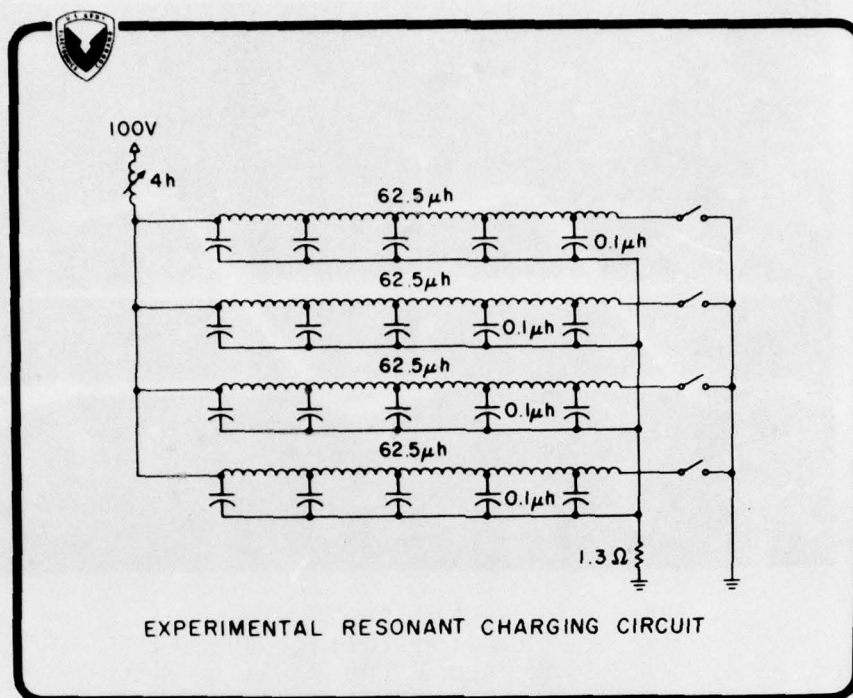 100V
4h
62.5μh
0.1μh
62.5μh
0.1μh
62.5μh
0.1μh
62.5μh
0.1μh
1.3Ω
EXPERIMENTAL RESONANT CHARGING CIRCUIT